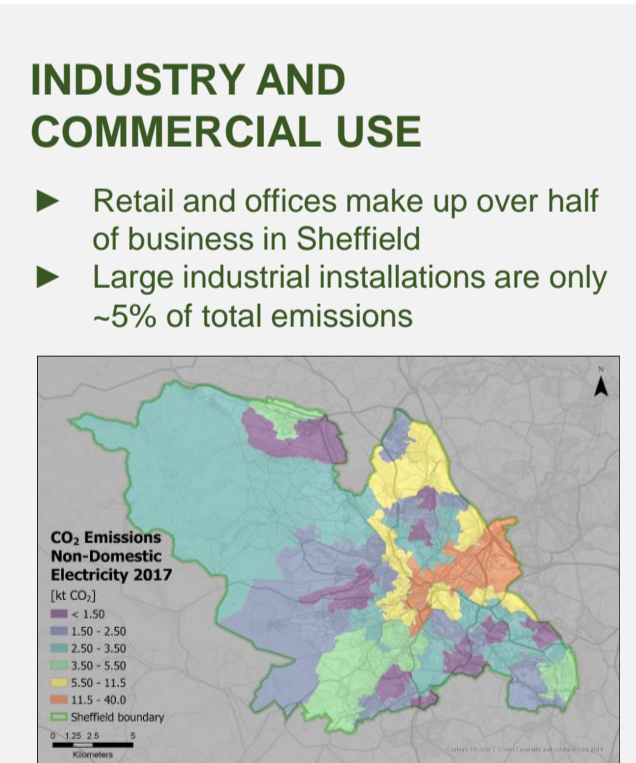 INDUSTRY AND
COMMERCIAL USE
► Retail and offices make up over half
of business in Sheffield
► Large industrial installations are only
~5% of total emissions
N
CO₂ Emissions
Non-Domestic
Electricity 2017
[kt CO₂]
< 1.50
1.50 - 2.50
2.50 - 3.50
3.50 - 5.50
5.50 - 11.5
11.5 - 40.0
Sheffield boundary
0 1.25 2.5 5
Kilometers